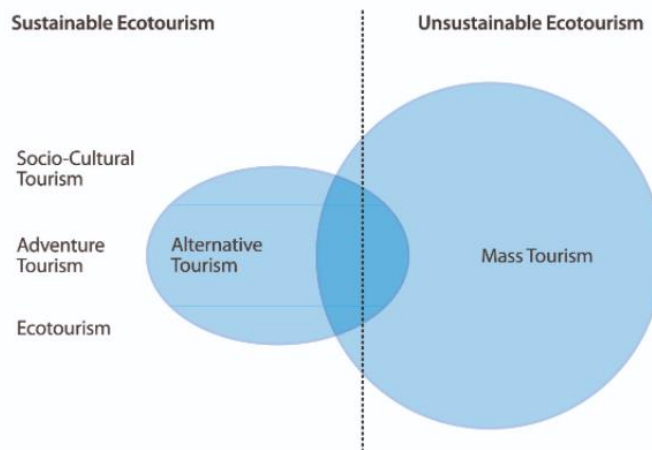 Sustainable Ecotourism
Unsustainable Ecotourism
Socio-Cultural
Tourism
Adventure
Tourism
Ecotourism
Alternative
Tourism
Mass Tourism